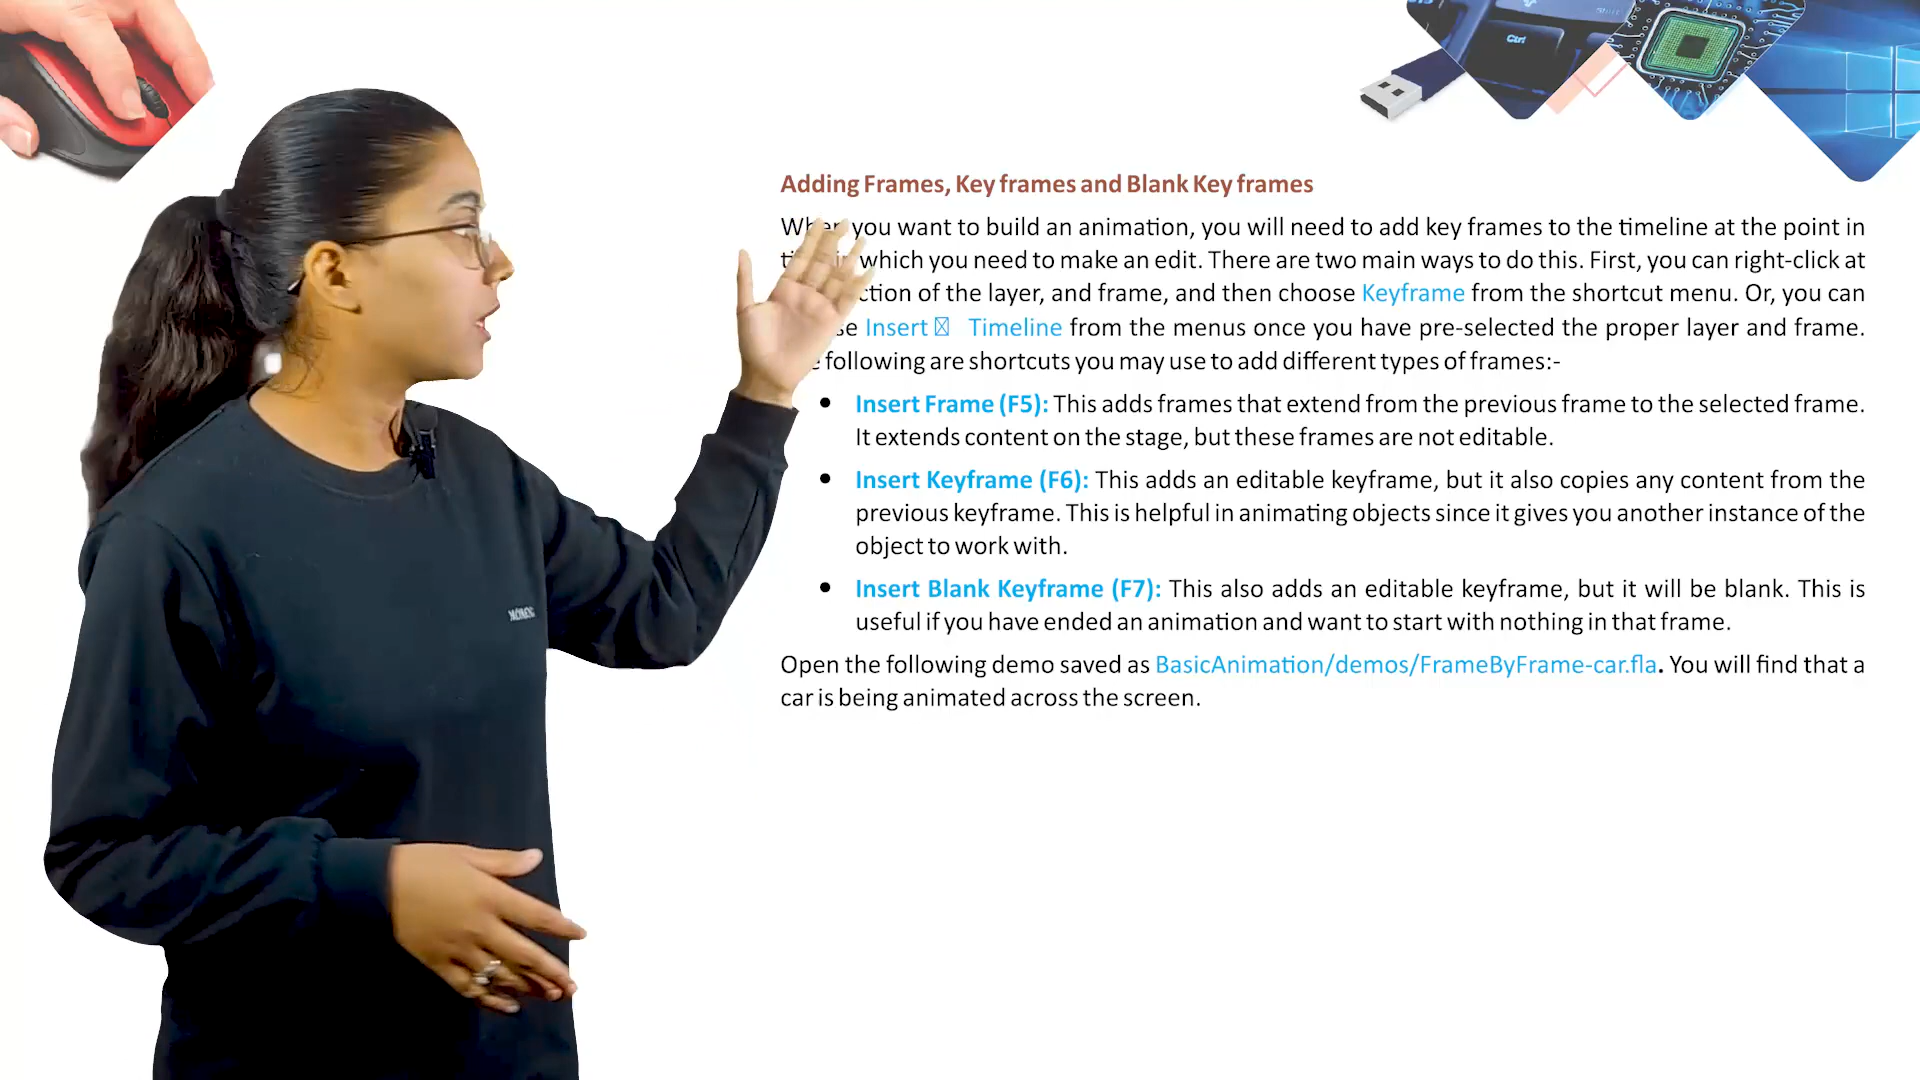 Ctrl
Adding Frames, Key frames and Blank Key frames
you want to build an animation, you will need to add key frames to the timeline at the point in
which you need to make an edit. There are two main ways to do this. First, you can right-click at
of the layer, and frame, and then choose Keyframe from the shortcut menu. Or, you can
Insert Timeline from the menus once you have pre-selected the proper layer and frame.
following are shortcuts you may use to add different types of frames:-
• Insert Frame (F5): This adds frames that extend from the previous frame to the selected frame.
It extends content on the stage, but these frames are not editable.
• Insert Keyframe (F6): This adds an editable keyframe, but it also copies any content from the
previous keyframe. This is helpful in animating objects since it gives you another instance of the
object to work with.
• Insert Blank Keyframe (F7): This also adds an editable keyframe, but it will be blank. This is
useful if you have ended an animation and want to start with nothing in that frame.
Open the following demo saved as BasicAnimation/demos/FrameByFrame-car.fla. You will find that a
car is being animated across the screen.